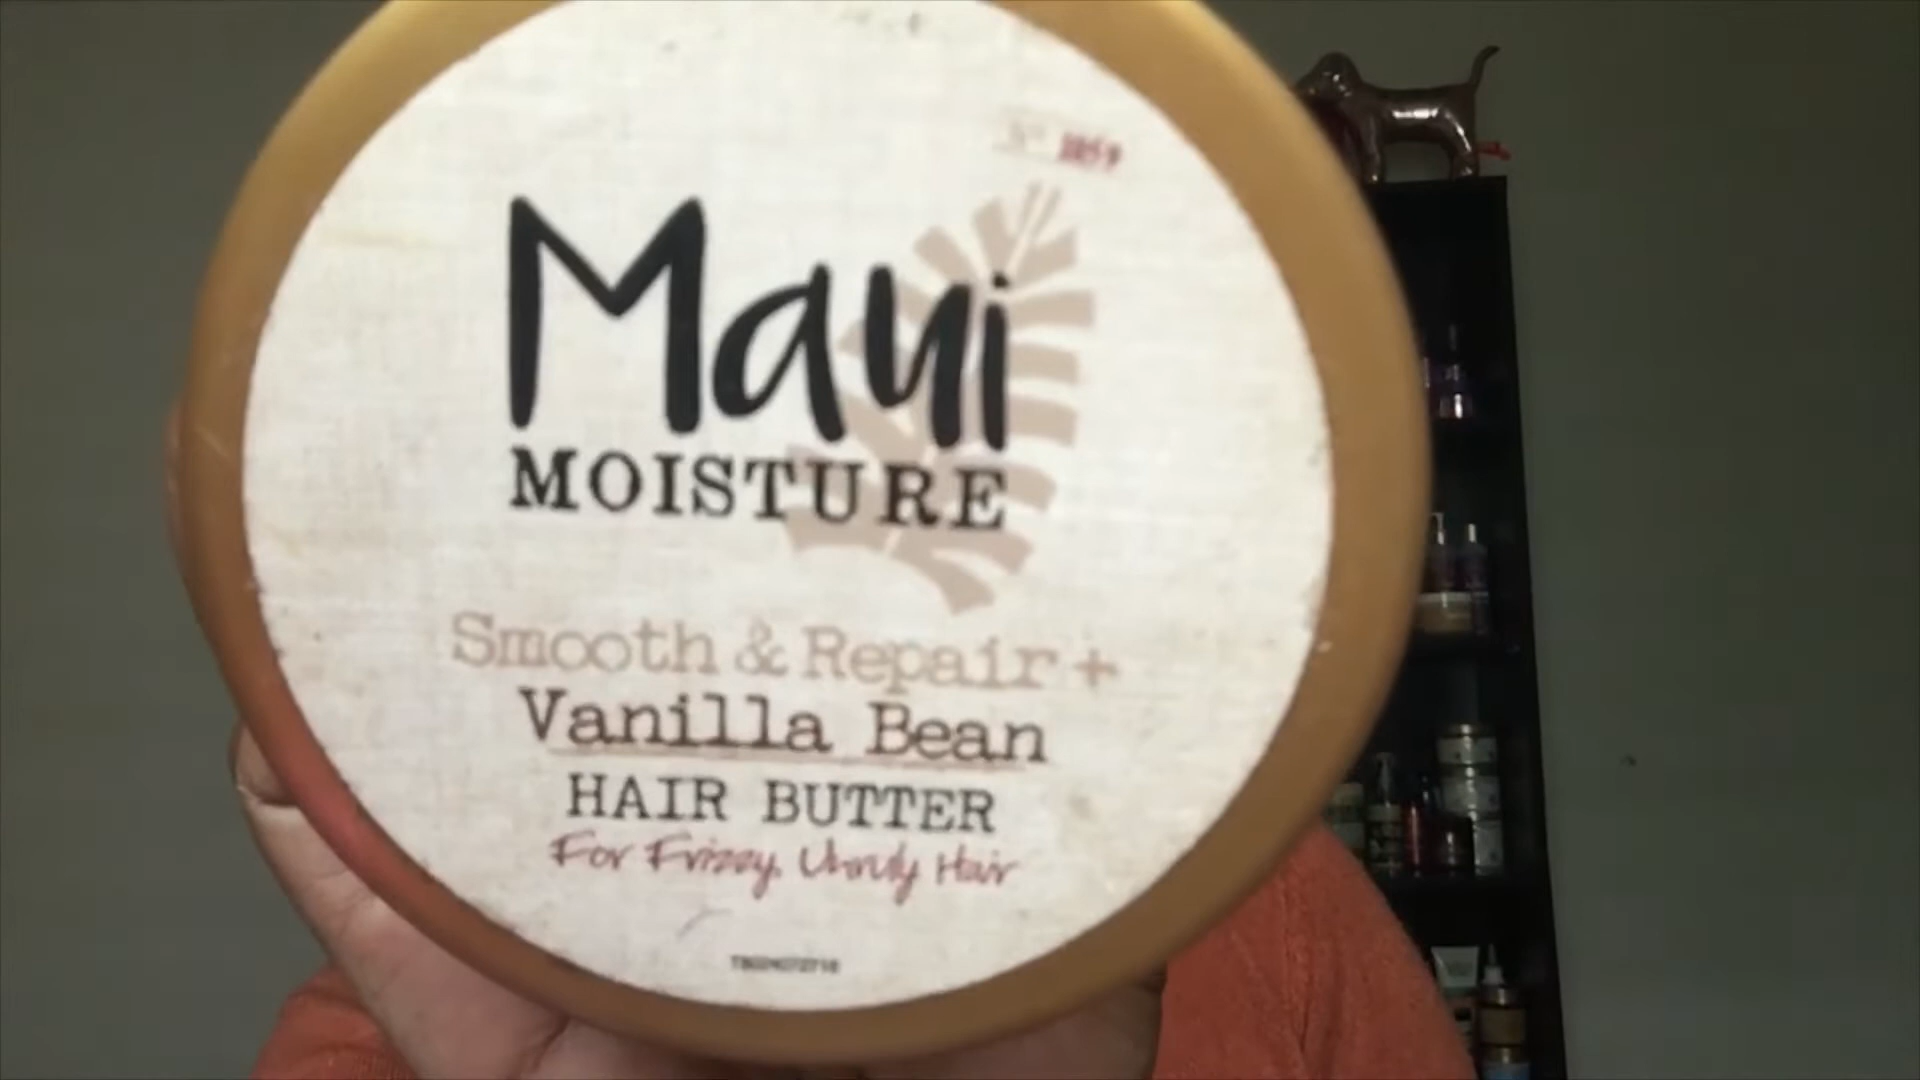 Maui
MOISTURE
Smooth & Repair +
Vanilla Bean
HAIR BUTTER
For Frizzy, Unruly Hair